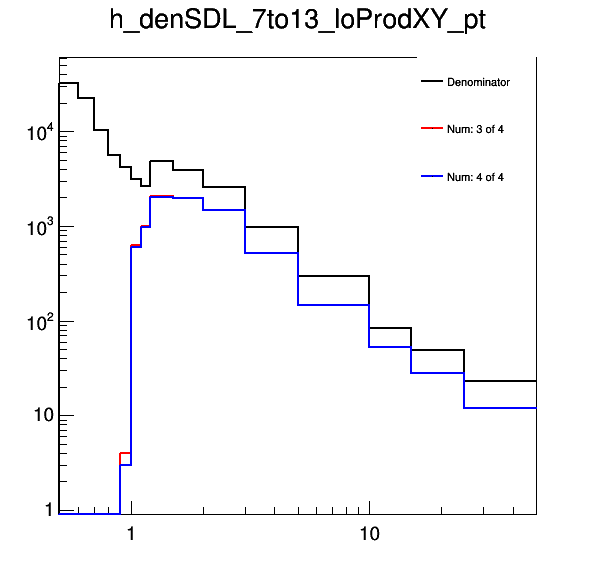 h_denSDL_7to13_loProdXY_pt
Denominator
Num: 3 of 4
Num: 4 of 4
10^4
10^3
10^2
10
1
1 10